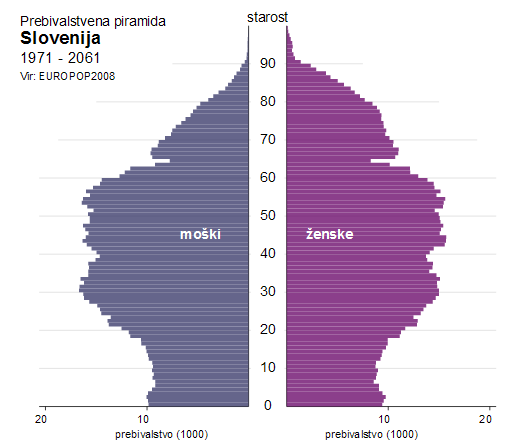 Prebivalstvena piramida
Slovenija
1971 - 2061
Vir: EUROPOP2008
starost
90
80
70
60
50
moški
ženske
40
30
20
10
0
20
10
10
20
prebivalstvo (1000)
prebivalstvo (1000)